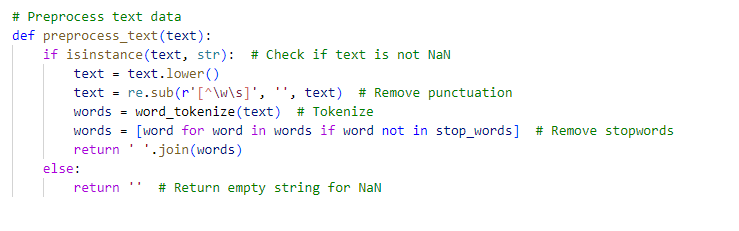 # Preprocess text data
def preprocess_text(text):
    if isinstance(text, str):  # Check if text is not NaN
        text = text.lower()
        text = re.sub(r'[^\w\s]', '', text)  # Remove punctuation
        words = word_tokenize(text)  # Tokenize
        words = [word for word in words if word not in stop_words]  # Remove stopwords
        return ' '.join(words)
    else:
        return ''  # Return empty string for NaN